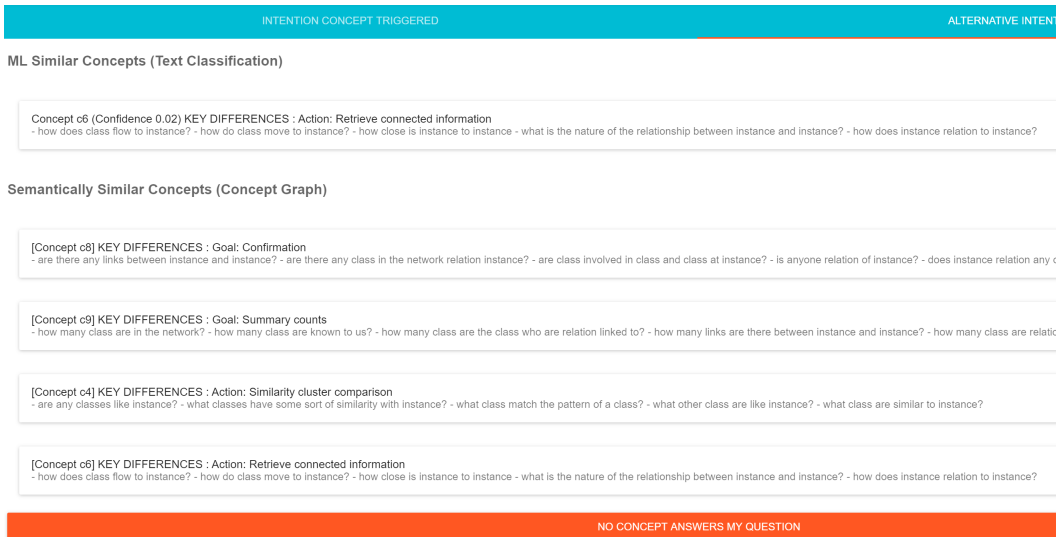 INTENTION CONCEPT TRIGGERED
ALTERNATIVE INTENT
ML Similar Concepts (Text Classification)
Concept c6 (Confidence 0.02) KEY DIFFERENCES : Action: Retrieve connected information
- how does class flow to instance? - how do class move to instance? - how close is instance to instance - what is the nature of the relationship between instance and instance? - how does instance relation to instance?
Semantically Similar Concepts (Concept Graph)
[Concept c8] KEY DIFFERENCES : Goal: Confirmation
- are there any links between instance and instance? - are there any class in the network relation instance? - are class involved in class and class at instance? - is anyone relation of instance? - does instance relation any
[Concept c9] KEY DIFFERENCES : Goal: Summary counts
- how many class are in the network? - how many class are known to us? - how many class are the class who are relation linked to? - how many links are there between instance and instance? - how many class are
[Concept c4] KEY DIFFERENCES : Action: Similarity cluster comparison
- are any classes like instance? - what classes have some sort of similarity with instance? - what class match the pattern of a class? - what other class are like instance? - what class are similar to instance?
[Concept c6] KEY DIFFERENCES : Action: Retrieve connected information
- how does class flow to instance? - how do class move to instance? - how close is instance to instance - what is the nature of the relationship between instance and instance? - how does instance relation to instance?
NO CONCEPT ANSWERS MY QUESTION